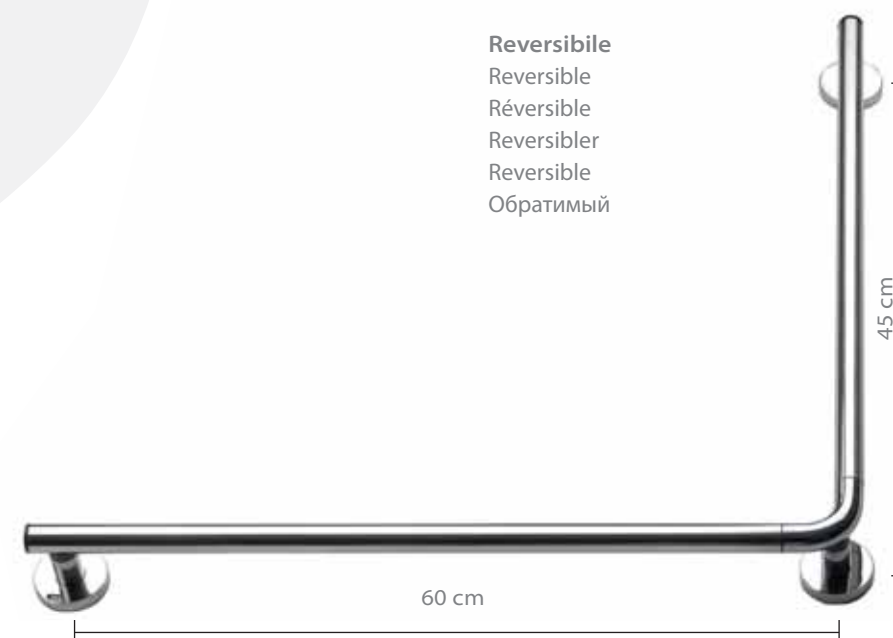 Reversibile
Reversible
Réversible
Reversibler
Reversible
Обратимый
45 cm
60 cm